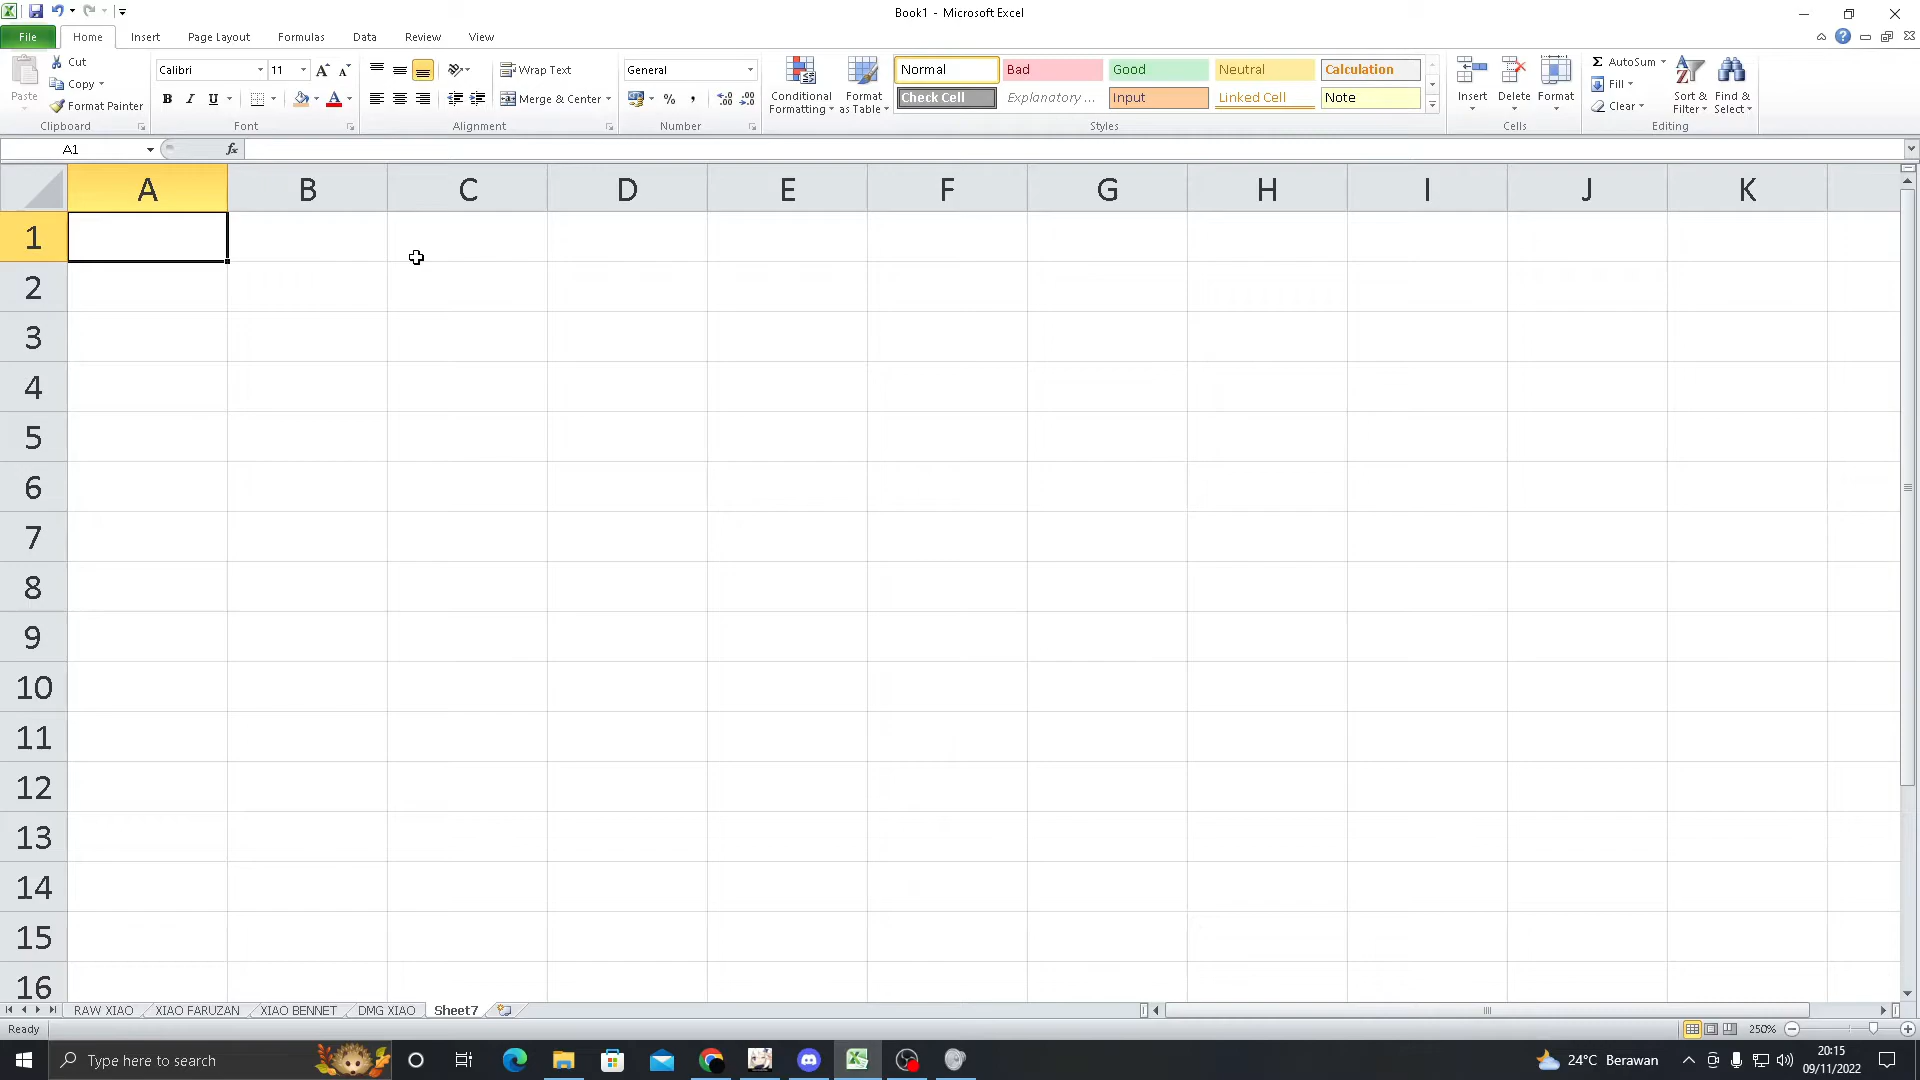 Book1 - Microsoft Excel
File Home Insert Page Layout Formulas Data Review View
Paste
Cut
Copy
Format Painter
Clipboard
Calibri 11
B I U
Font
Wrap Text
Merge & Center
Alignment
General
%
Number
Conditional Formatting
Format as Table
Normal Bad Good Neutral Calculation
Check Cell Explanatory ... Input Linked Cell Note
Styles
Insert Delete Format
Cells
Σ AutoSum
Fill
Clear
Sort & Filter
Find & Select
Editing
A1 fx
A B C D E F G H I J K
1
2
3
4
5
6
7
8
9
10
11
12
13
14
15
16
RAW XIAO XIAO FARUZAN XIAO BENNET DMG XIAO Sheet7
Ready 250%
Type here to search 24°C Berawan 20:15
09/11/2022